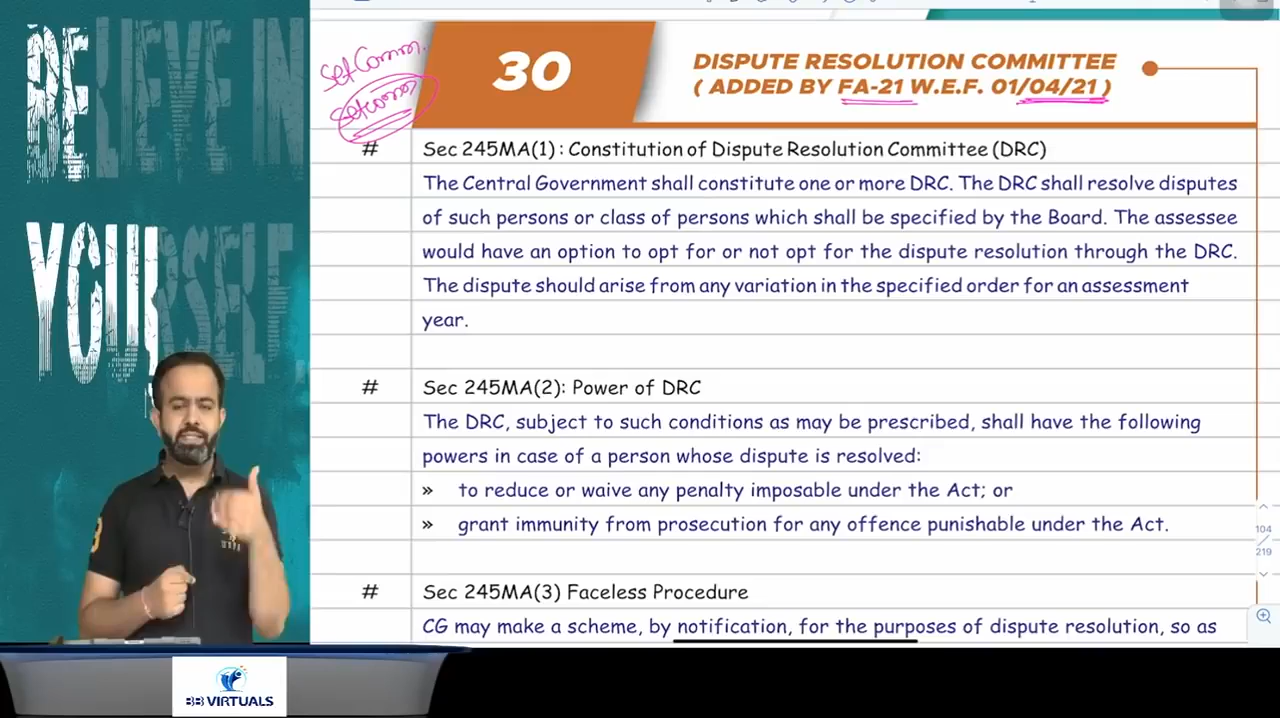 BELIEVE IN
YOURSELF.
Set Comm.
30
DISPUTE RESOLUTION COMMITTEE
( ADDED BY FA-21 W.E.F. 01/04/21 )
# Sec 245MA(1) : Constitution of Dispute Resolution Committee (DRC)
The Central Government shall constitute one or more DRC. The DRC shall resolve disputes
of such persons or class of persons which shall be specified by the Board. The assessee
would have an option to opt for or not opt for the dispute resolution through the DRC.
The dispute should arise from any variation in the specified order for an assessment
year.
# Sec 245MA(2): Power of DRC
The DRC, subject to such conditions as may be prescribed, shall have the following
powers in case of a person whose dispute is resolved:
» to reduce or waive any penalty imposable under the Act; or
» grant immunity from prosecution for any offence punishable under the Act.
# Sec 245MA(3) Faceless Procedure
CG may make a scheme, by notification, for the purposes of dispute resolution, so as
104
/
219
3
BB VIRTUALS